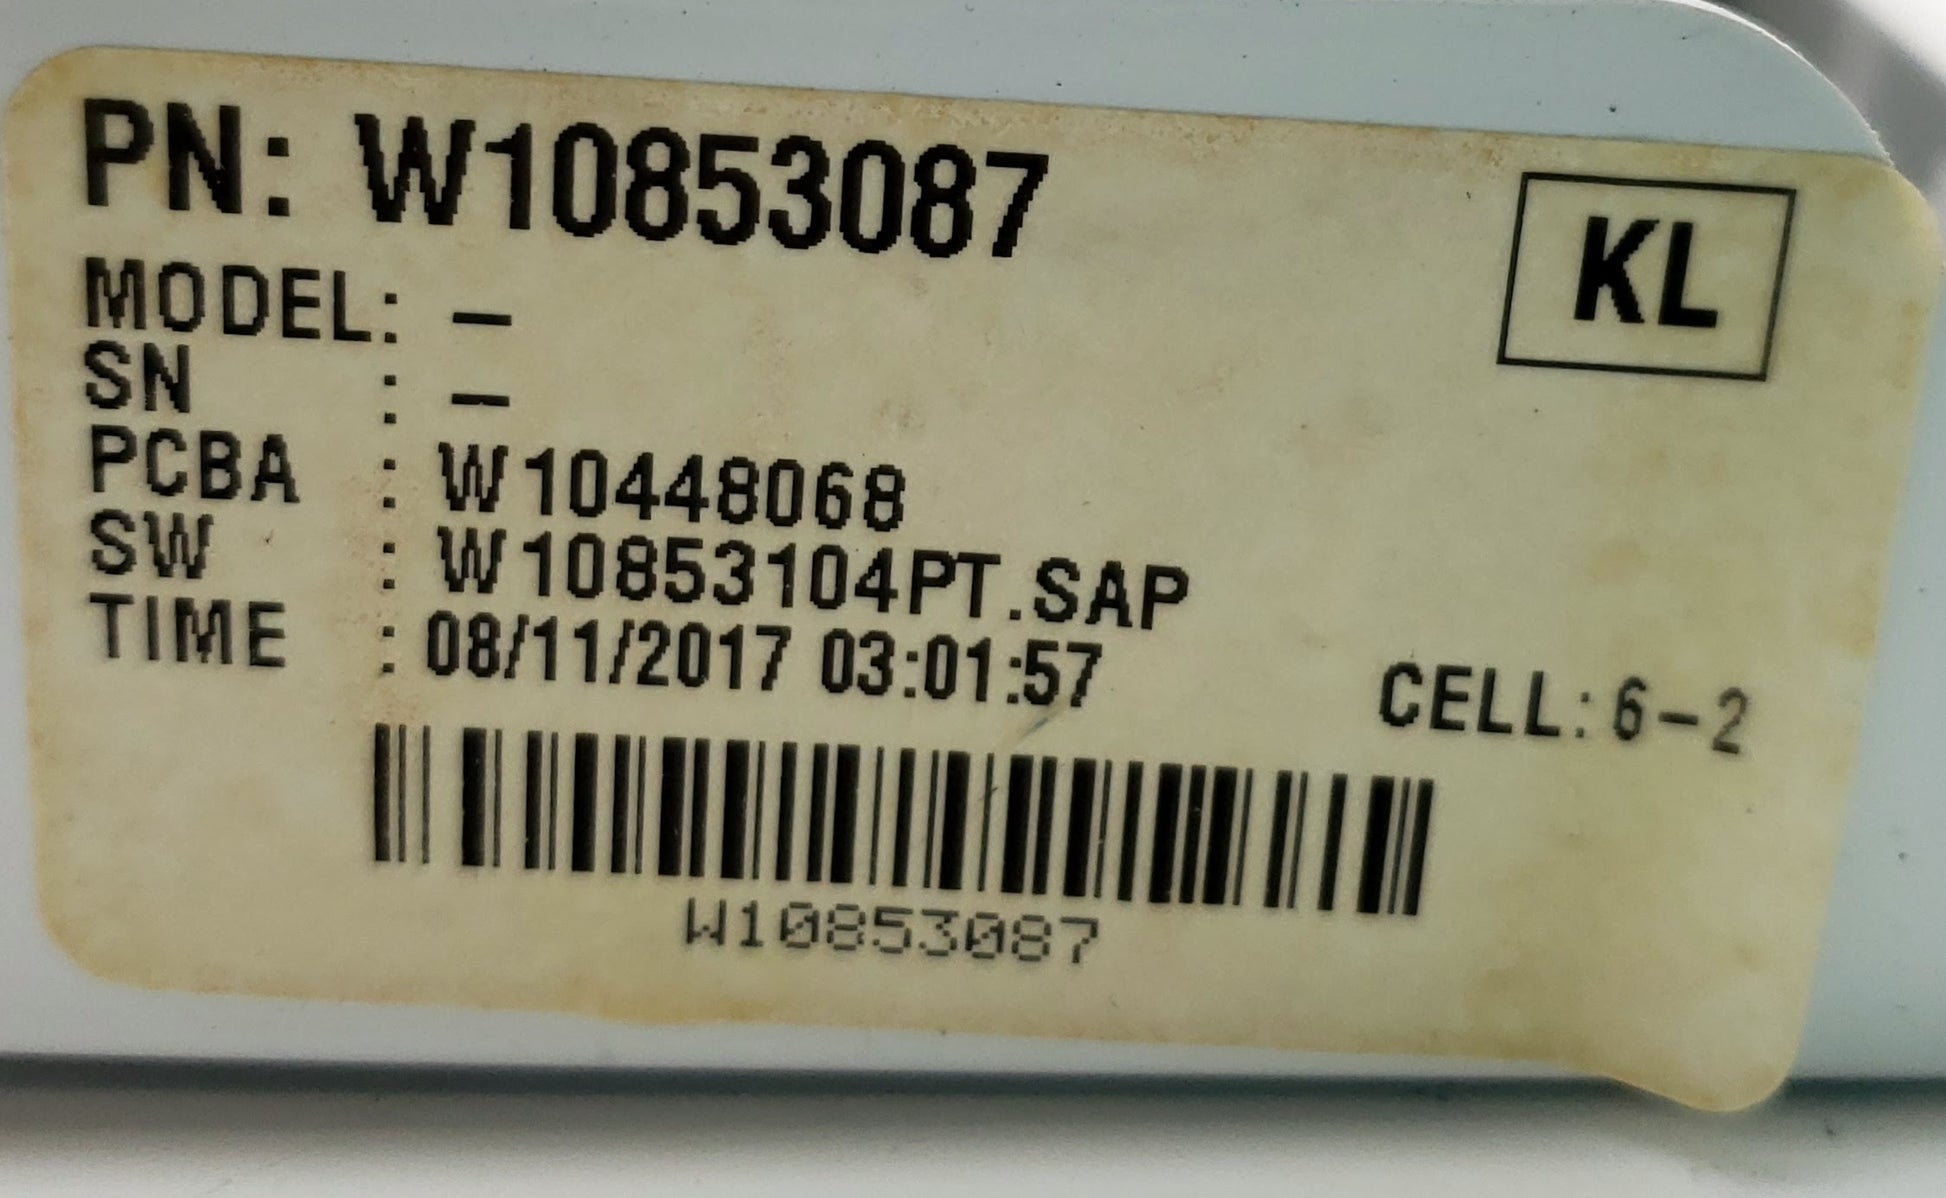 PN: W10853087
KL
MODEL: –
SN : –
PCBA : W10448068
SW : W10853104PT.SAP
TIME : 08/11/2017 03:01:57
CELL: 6–2
W10853087